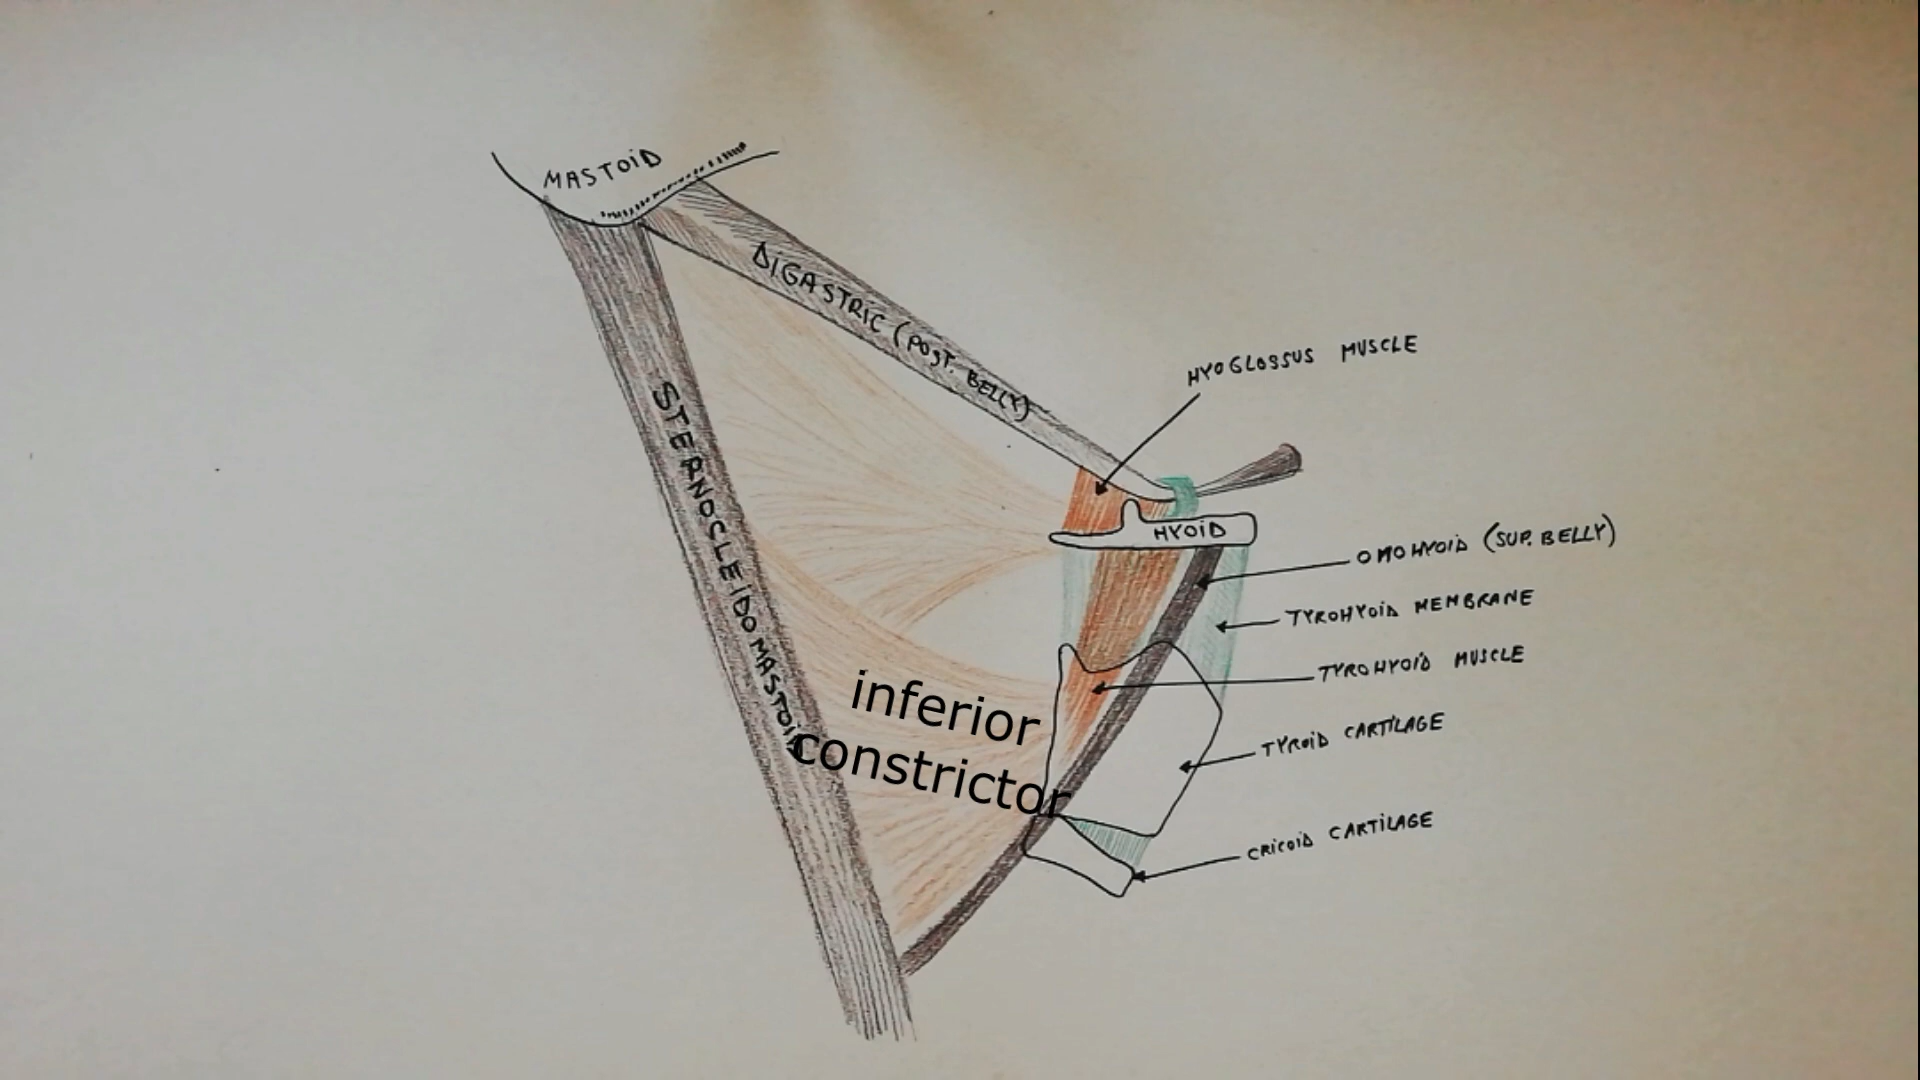 MASTOID
DIGASTRIC (POST. BELLY)
STERNOCLEIDOMASTOID
HYOGLOSSUS MUSCLE
HYOID
OMOHYOID (SUP. BELLY)
TYROHYOID MEMBRANE
TYROHYOID MUSCLE
inferior
constrictor
TYROID CARTILAGE
CRICOID CARTILAGE